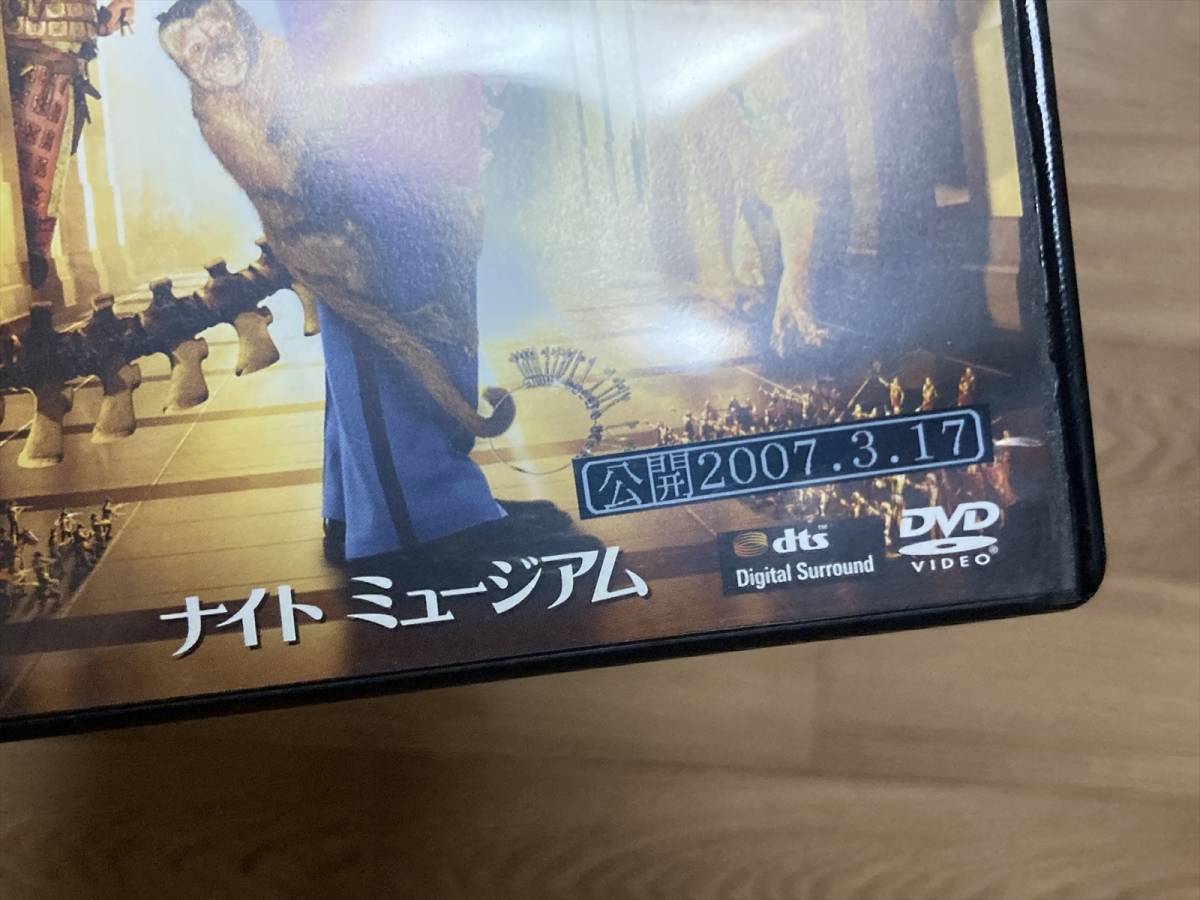 公開2007.3.17
dts™
Digital Surround
DVD
VIDEO®
ナイト ミュージアム